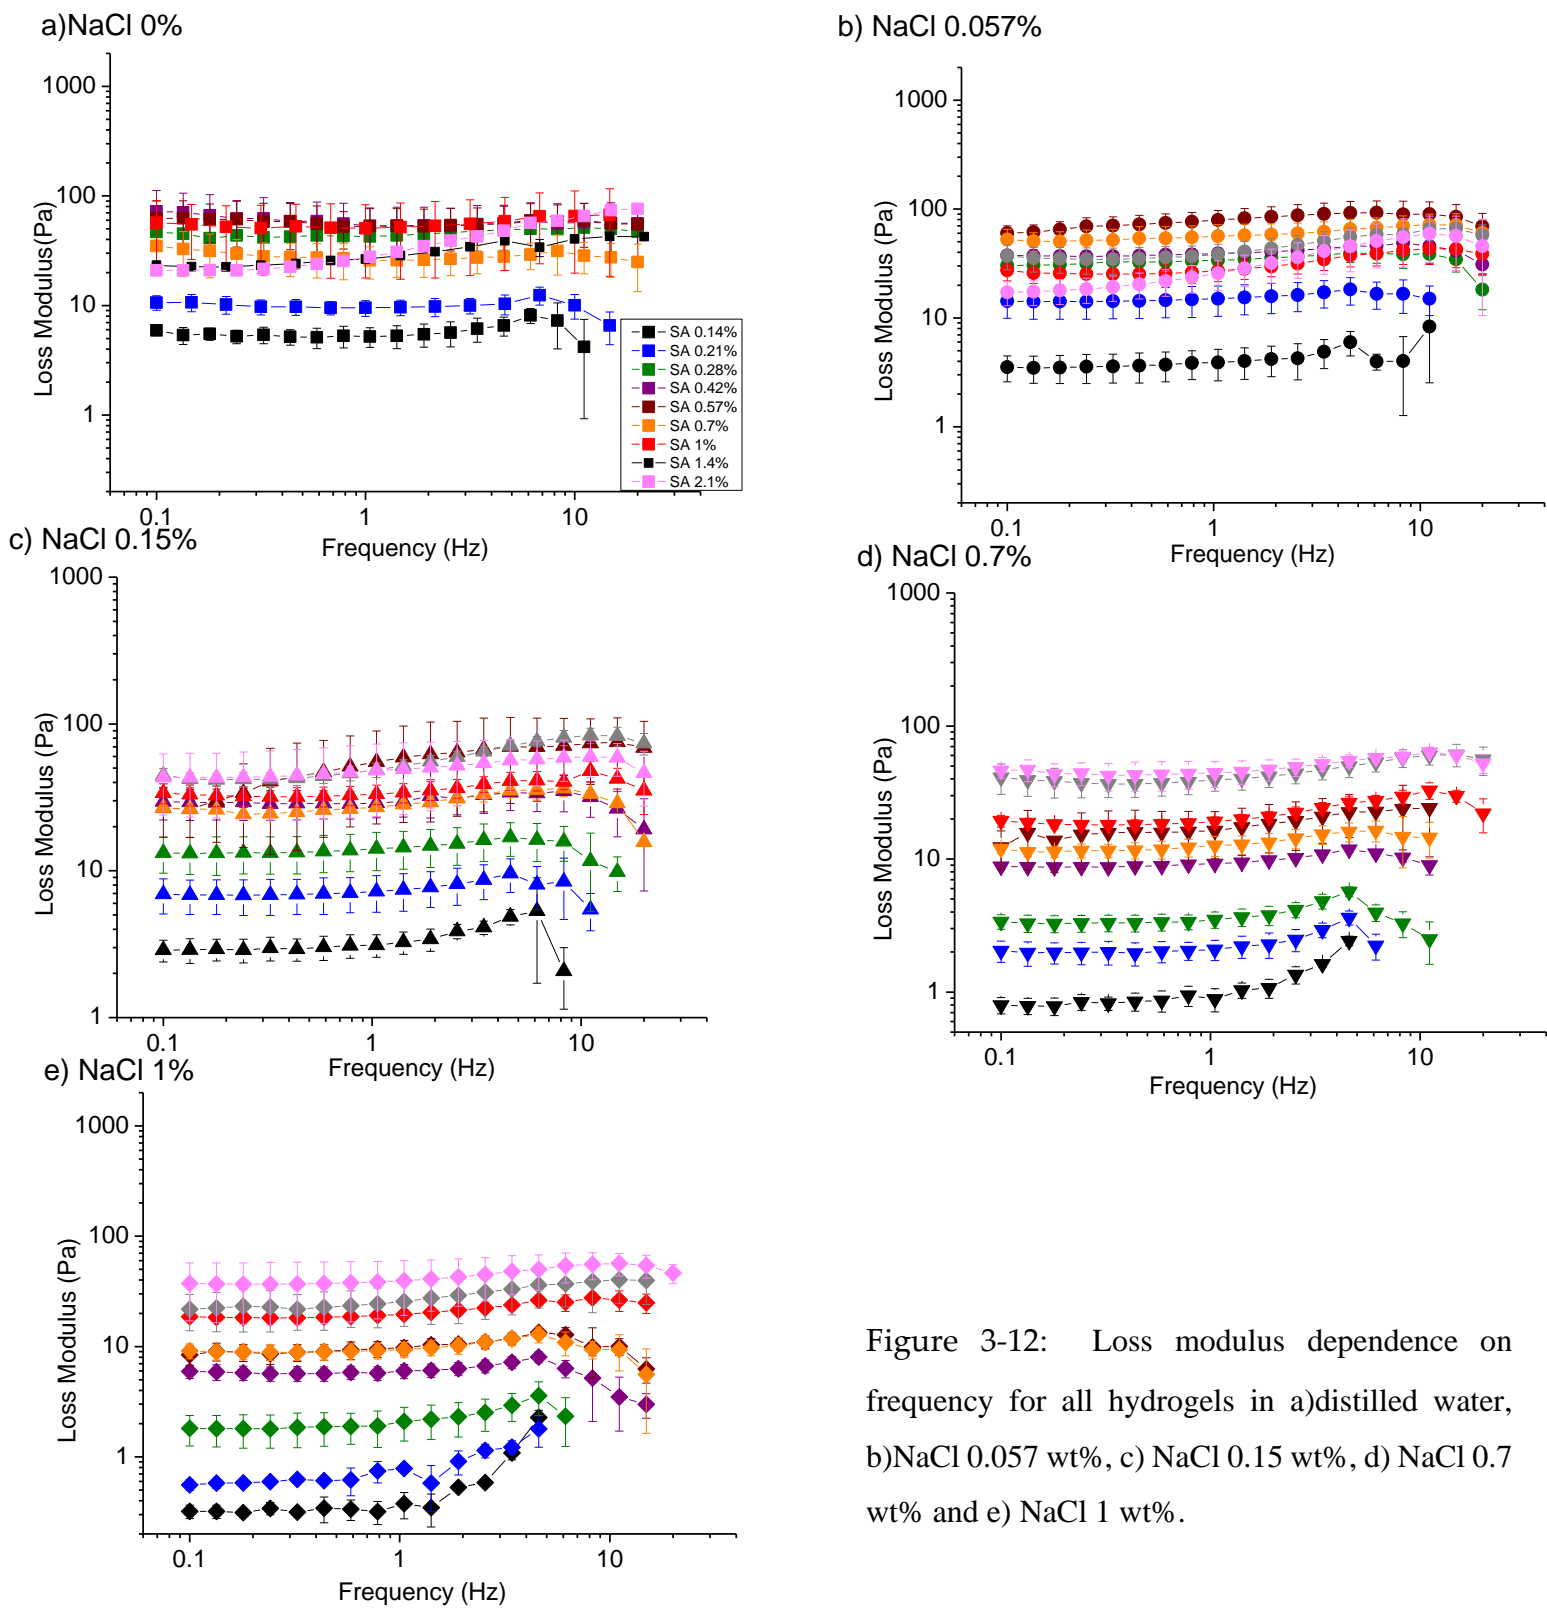 a)NaCl 0%
1000
100
10
1
Loss Modulus(Pa)
0.1
1
10
Frequency (Hz)
SA 0.14%
SA 0.21%
SA 0.28%
SA 0.42%
SA 0.57%
SA 0.7%
SA 1%
SA 1.4%
SA 2.1%
b) NaCl 0.057%
1000
100
10
1
Loss Modulus (Pa)
0.1
1
10
Frequency (Hz)
c) NaCl 0.15%
1000
100
10
1
Loss Modulus (Pa)
0.1
1
10
Frequency (Hz)
d) NaCl 0.7%
1000
100
10
1
Loss Modulus (Pa)
0.1
1
10
Frequency (Hz)
e) NaCl 1%
1000
100
10
1
Loss Modulus (Pa)
0.1
1
10
Frequency (Hz)
Figure 3-12: Loss modulus dependence on
frequency for all hydrogels in a)distilled water,
b)NaCl 0.057 wt%, c) NaCl 0.15 wt%, d) NaCl 0.7
wt% and e) NaCl 1 wt%.